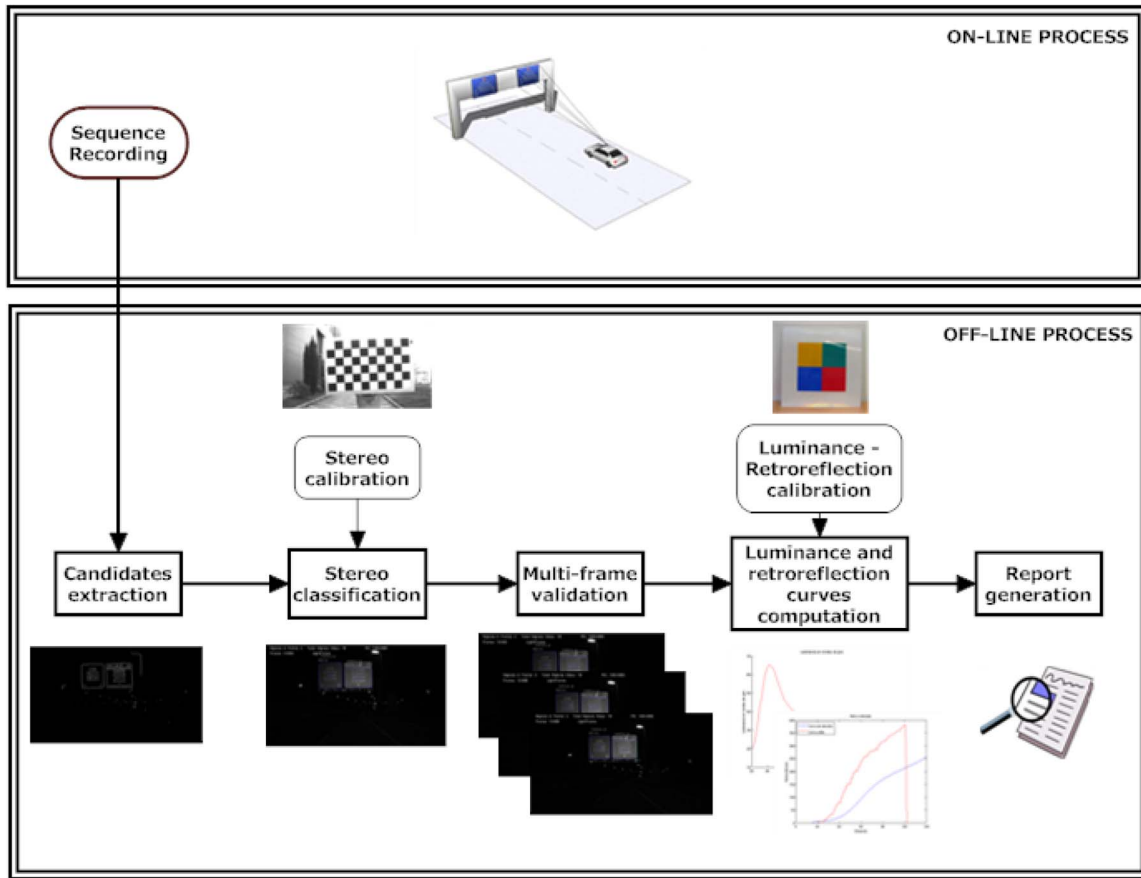 ON-LINE PROCESS
Sequence
Recording
OFF-LINE PROCESS
Stereo
calibration
Luminance -
Retroreflection
calibration
Candidates
extraction
Stereo
classification
Multi-frame
validation
Luminance and
retroreflection
curves
computation
Report
generation